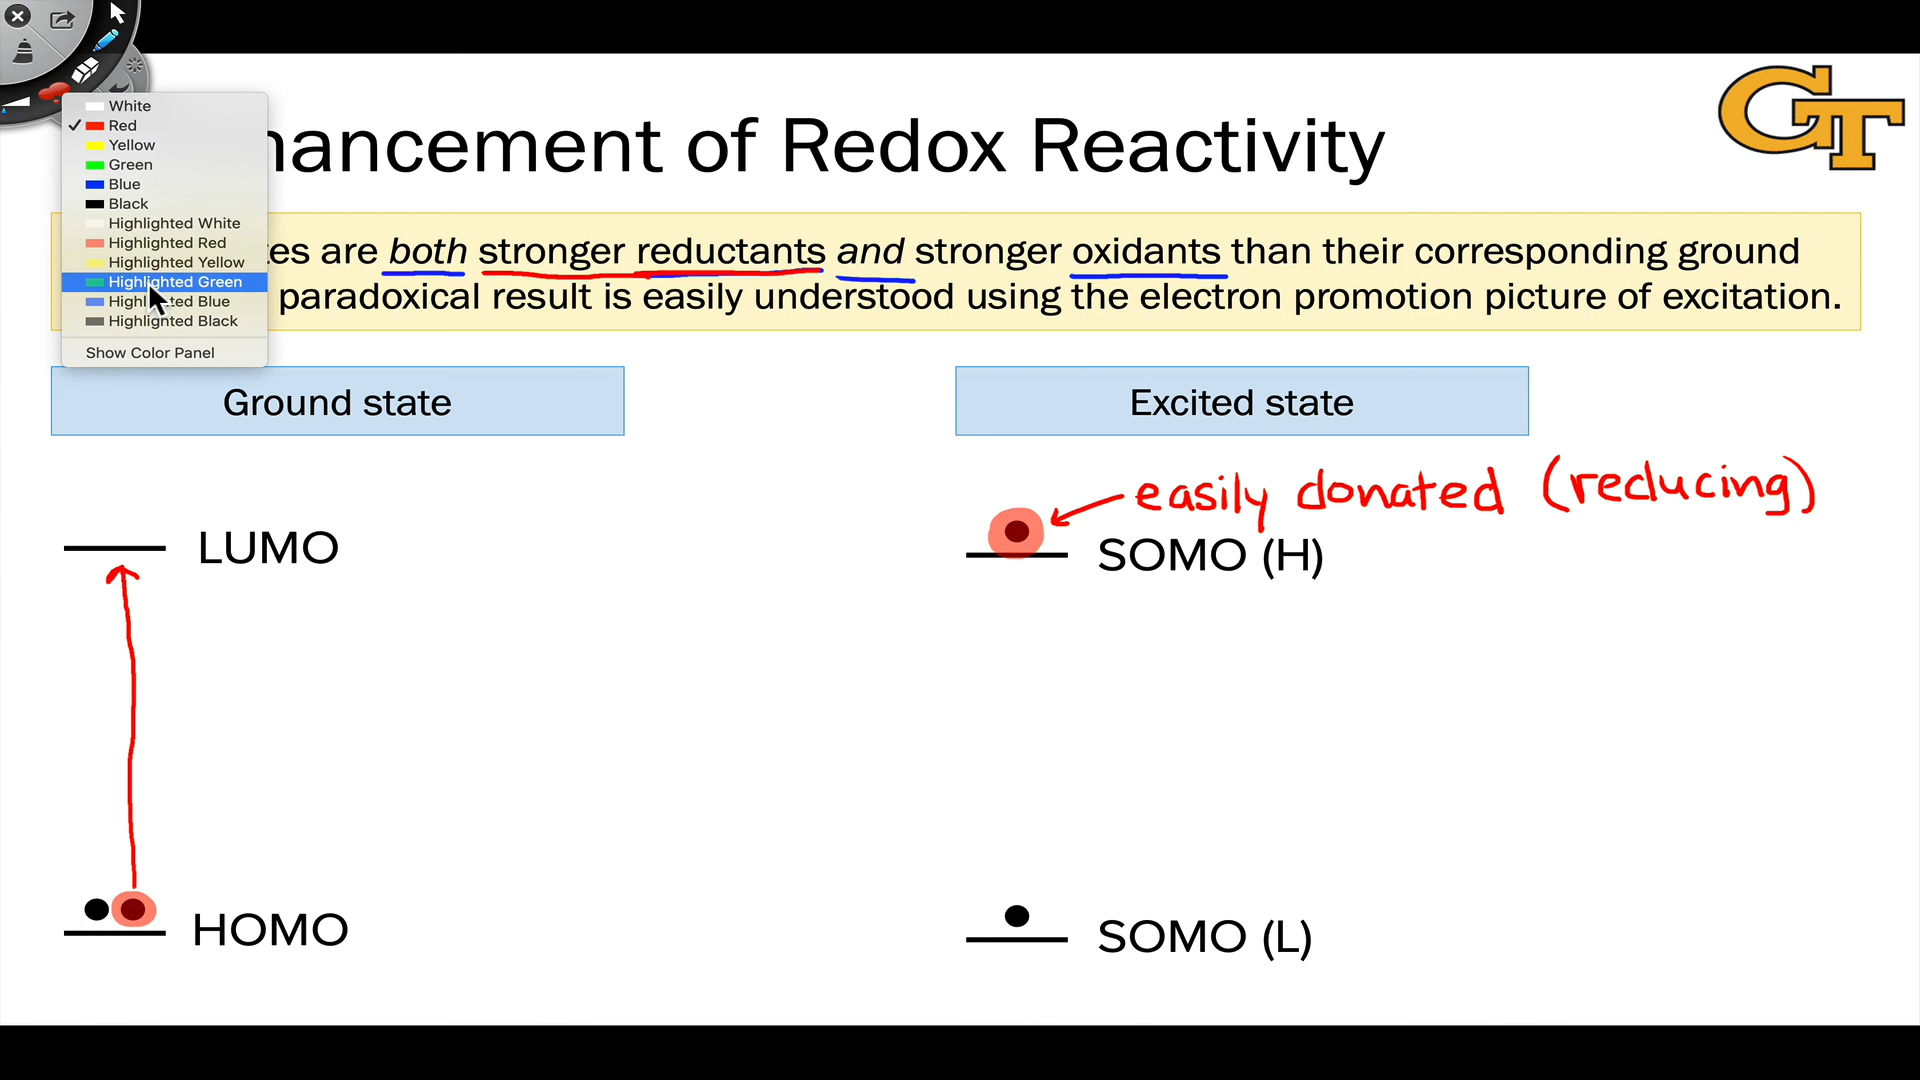 White
Red
Yellow
Green
Blue
Black
Highlighted White
Highlighted Red
Highlighted Yellow
Highlighted Green
Highlighted Blue
Highlighted Black
Show Color Panel
GT
hancement of Redox Reactivity
tes are both stronger reductants and stronger oxidants than their corresponding ground
paradoxical result is easily understood using the electron promotion picture of excitation.
Ground state
Excited state
easily donated (reducing)
LUMO
SOMO (H)
HOMO
SOMO (L)